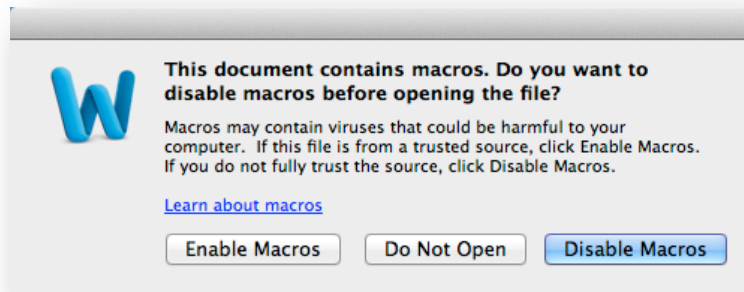 This document contains macros. Do you want to
disable macros before opening the file?
Macros may contain viruses that could be harmful to your
computer.  If this file is from a trusted source, click Enable Macros.
If you do not fully trust the source, click Disable Macros.
Learn about macros
Enable Macros
Do Not Open
Disable Macros